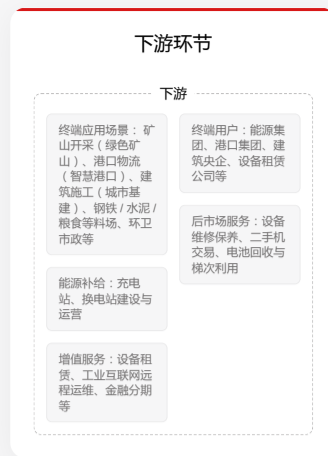 下游环节
下游
终端应用场景：矿
山开采（绿色矿
山）、港口物流
（智慧港口）、建
筑施工（城市基
建）、钢铁 / 水泥 /
粮食等料场、环卫
市政等
能源补给：充电
站、换电站建设与
运营
增值服务：设备租
赁、工业互联网远
程运维、金融分期
等
终端用户：能源集
团、港口集团、建
筑央企、设备租赁
公司等
后市场服务：设备
维修保养、二手机
交易、电池回收与
梯次利用